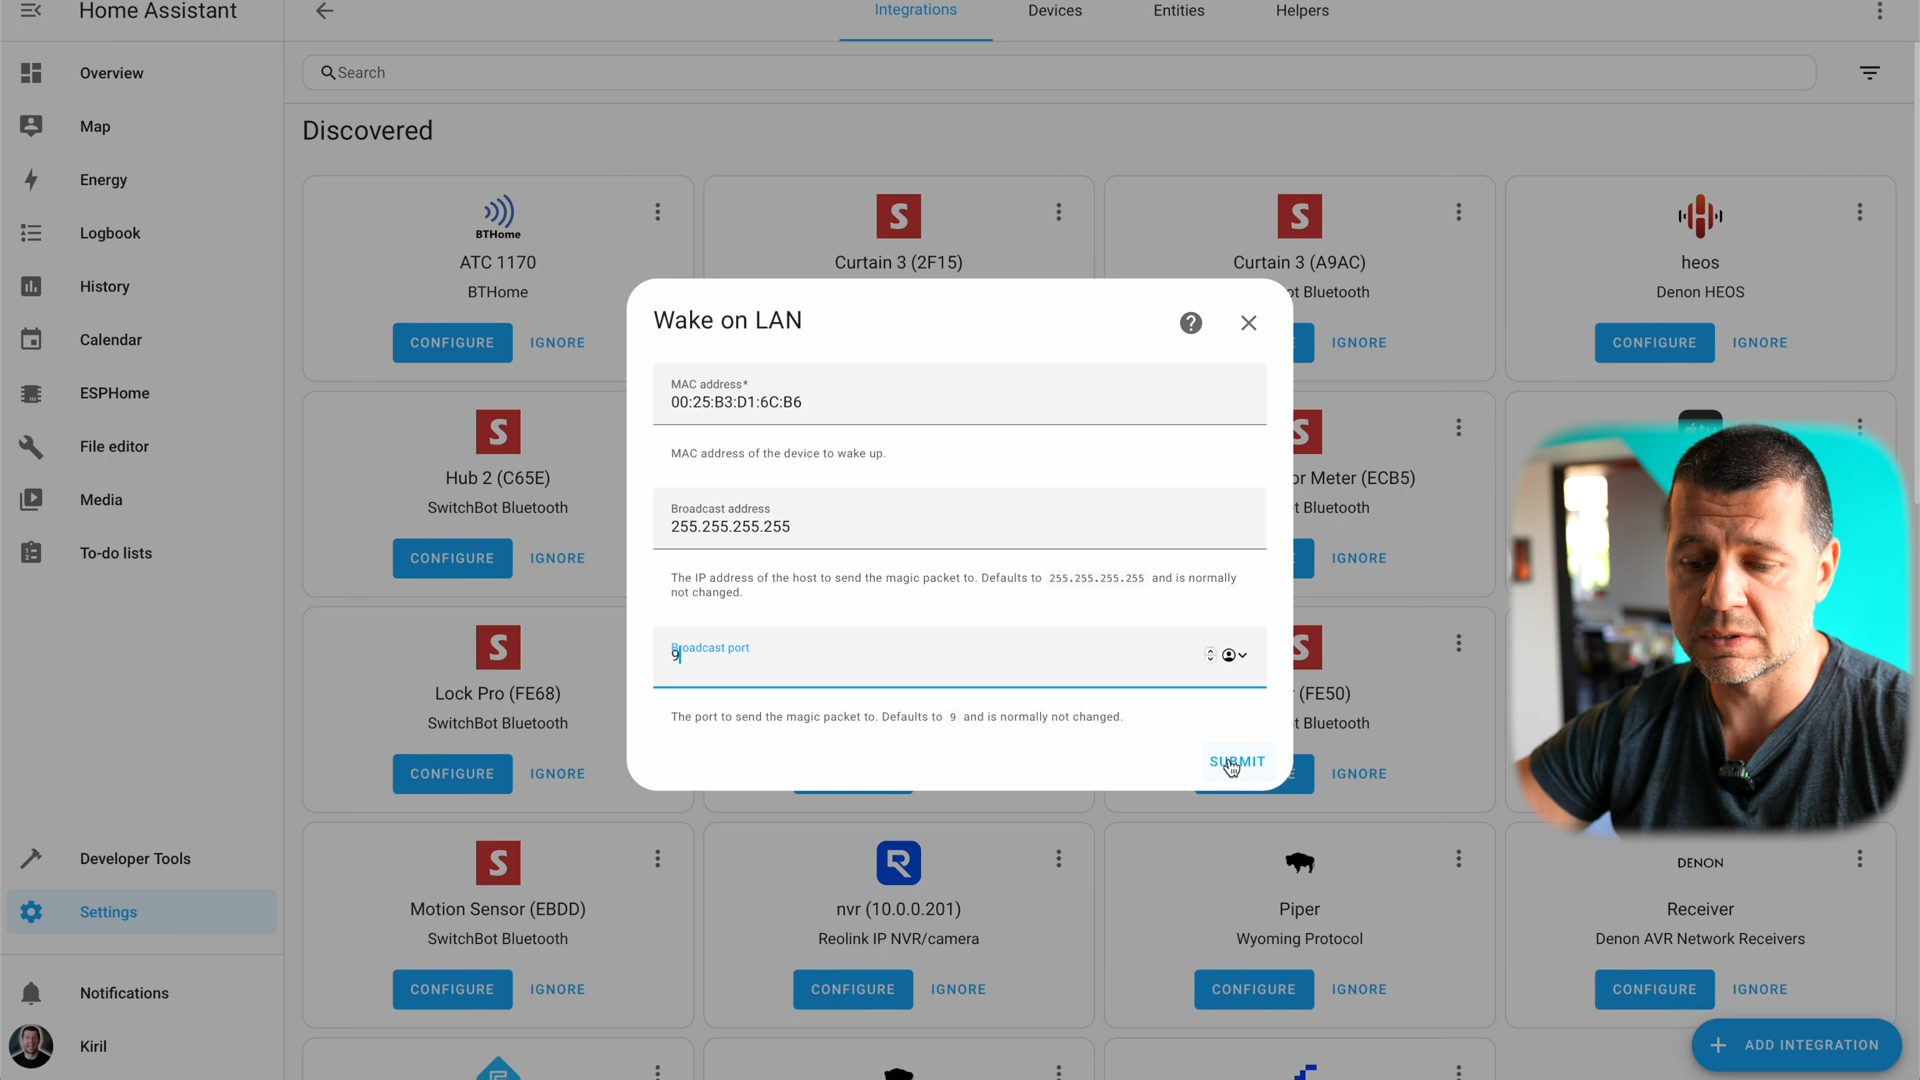 Home Assistant
Integrations
Devices
Entities
Helpers
Overview
Map
Energy
Logbook
History
Calendar
ESPHome
File editor
Media
To-do lists
Developer Tools
Settings
Notifications
Kiril
Search
Discovered
BTHome
ATC 1170
BTHome
CONFIGURE IGNORE
S
Curtain 3 (2F15)
S
Curtain 3 (A9AC)
ot Bluetooth
E IGNORE
heos
Denon HEOS
CONFIGURE IGNORE
Wake on LAN
MAC address*
00:25:B3:D1:6C:B6
MAC address of the device to wake up.
Broadcast address
255.255.255.255
The IP address of the host to send the magic packet to. Defaults to 255.255.255.255 and is normally
not changed.
Broadcast port
9
The port to send the magic packet to. Defaults to 9 and is normally not changed.
SUBMIT
S
Hub 2 (C65E)
SwitchBot Bluetooth
CONFIGURE IGNORE
S
or Meter (ECB5)
t Bluetooth
E IGNORE
S
Lock Pro (FE68)
SwitchBot Bluetooth
CONFIGURE IGNORE
S
(FE50)
t Bluetooth
E IGNORE
S
Motion Sensor (EBDD)
SwitchBot Bluetooth
CONFIGURE IGNORE
R
nvr (10.0.0.201)
Reolink IP NVR/camera
CONFIGURE IGNORE
Piper
Wyoming Protocol
CONFIGURE IGNORE
DENON
Receiver
Denon AVR Network Receivers
CONFIGURE IGNORE
+ ADD INTEGRATION